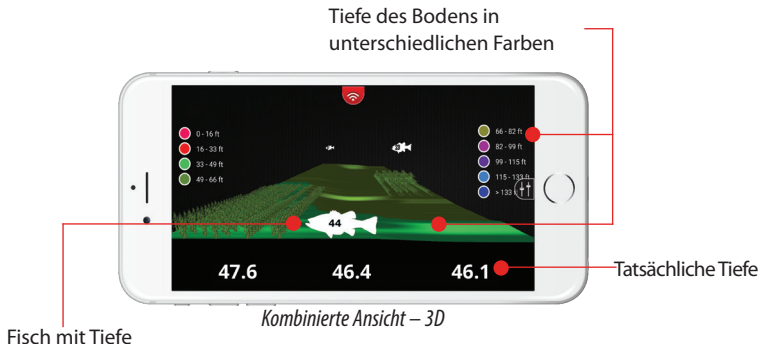 Tiefe des Bodens in
unterschiedlichen Farben
0 - 16 ft
16 - 33 ft
33 - 49 ft
49 - 66 ft
66 - 82 ft
82 - 99 ft
99 - 115 ft
115 - 133 ft
> 133 ft
44
47.6 46.4 46.1
Tatsächliche Tiefe
Kombinierte Ansicht – 3D
Fisch mit Tiefe